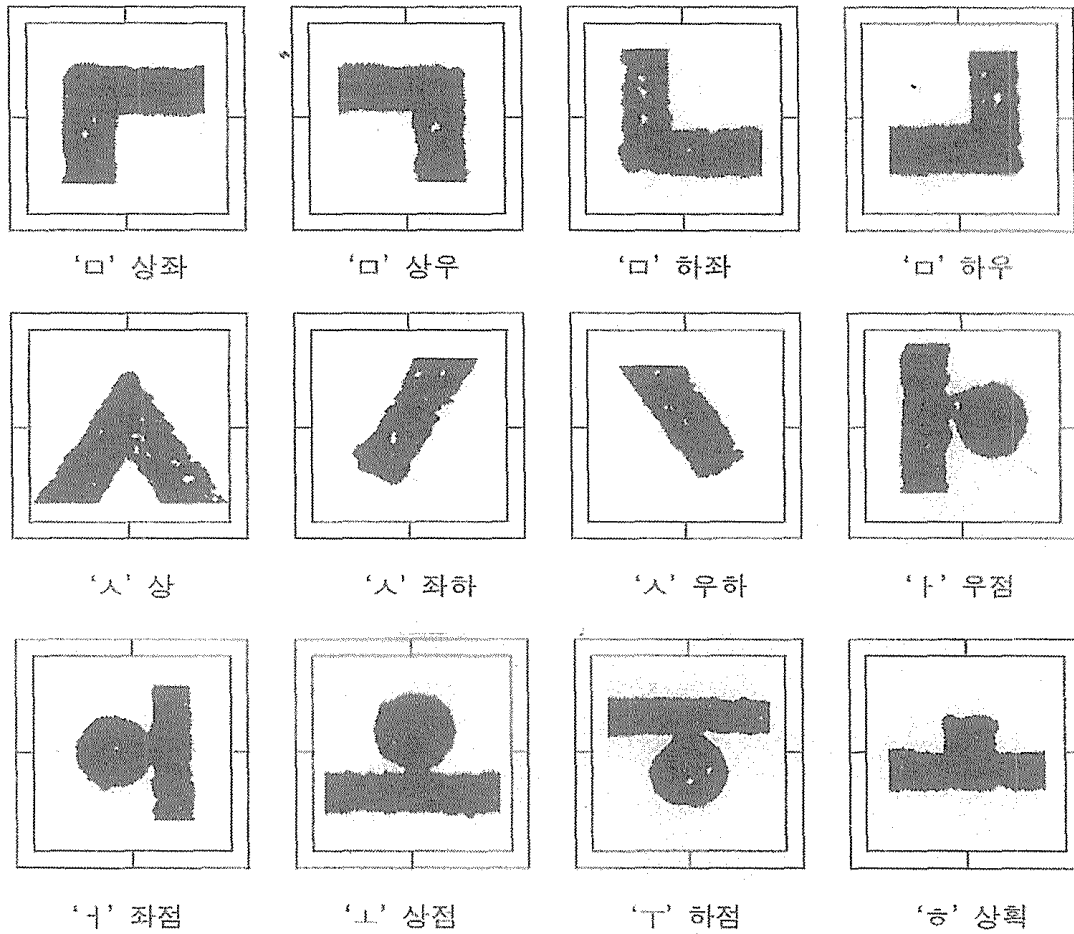 ‘ㅁ’ 상좌 ‘ㅁ’ 상우 ‘ㅁ’ 하좌 ‘ㅁ’ 하우
‘ㅅ’ 상 ‘ㅅ’ 좌하 ‘ㅅ’ 우하 ‘ㅏ’ 우점
‘ㅓ’ 좌점 ‘ㅗ’ 상점 ‘ㅜ’ 하점 ‘ㅎ’ 상획